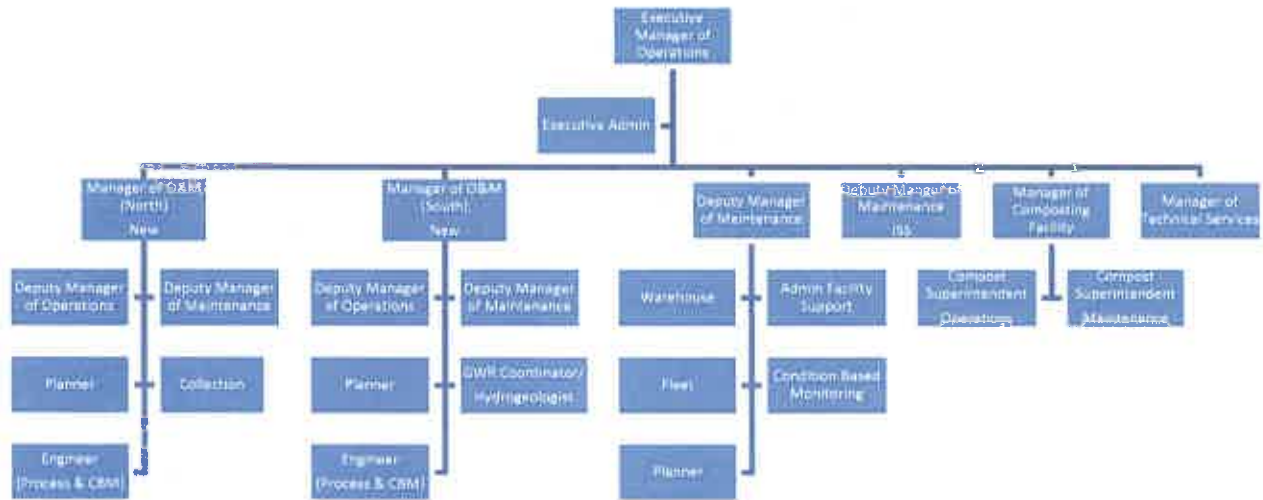 Executive
Manager of
Operations
Executive Admin
Manager of O&M
(North)
New
Manager of O&M
(South)
New
Deputy Manager
of Maintenance
Deputy Manager of
Maintenance
ISS
Manager of
Composting
Facility
Manager of
Technical Services
Deputy Manager
of Operations
Deputy Manager
of Maintenance
Deputy Manager
of Operations
Deputy Manager
of Maintenance
Warehouse
Admin Facility
Support
Compost
Superintendent
Operations
Compost
Superintendent
Maintenance
Planner
Collection
Planner
GWR Coordinator/
Hydrogeologist
Fleet
Condition Based
Monitoring
Engineer
(Process & CBM)
Engineer
(Process & CBM)
Planner